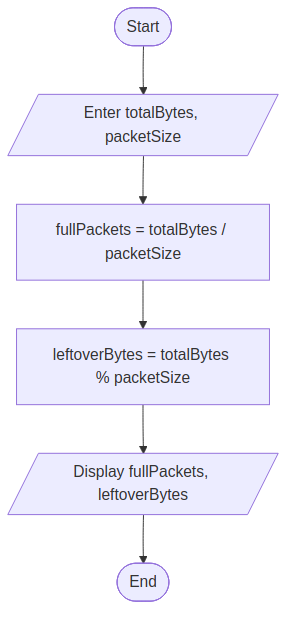 Start
Enter totalBytes,
packetSize
fullPackets = totalBytes /
packetSize
leftoverBytes = totalBytes
% packetSize
Display fullPackets,
leftoverBytes
End